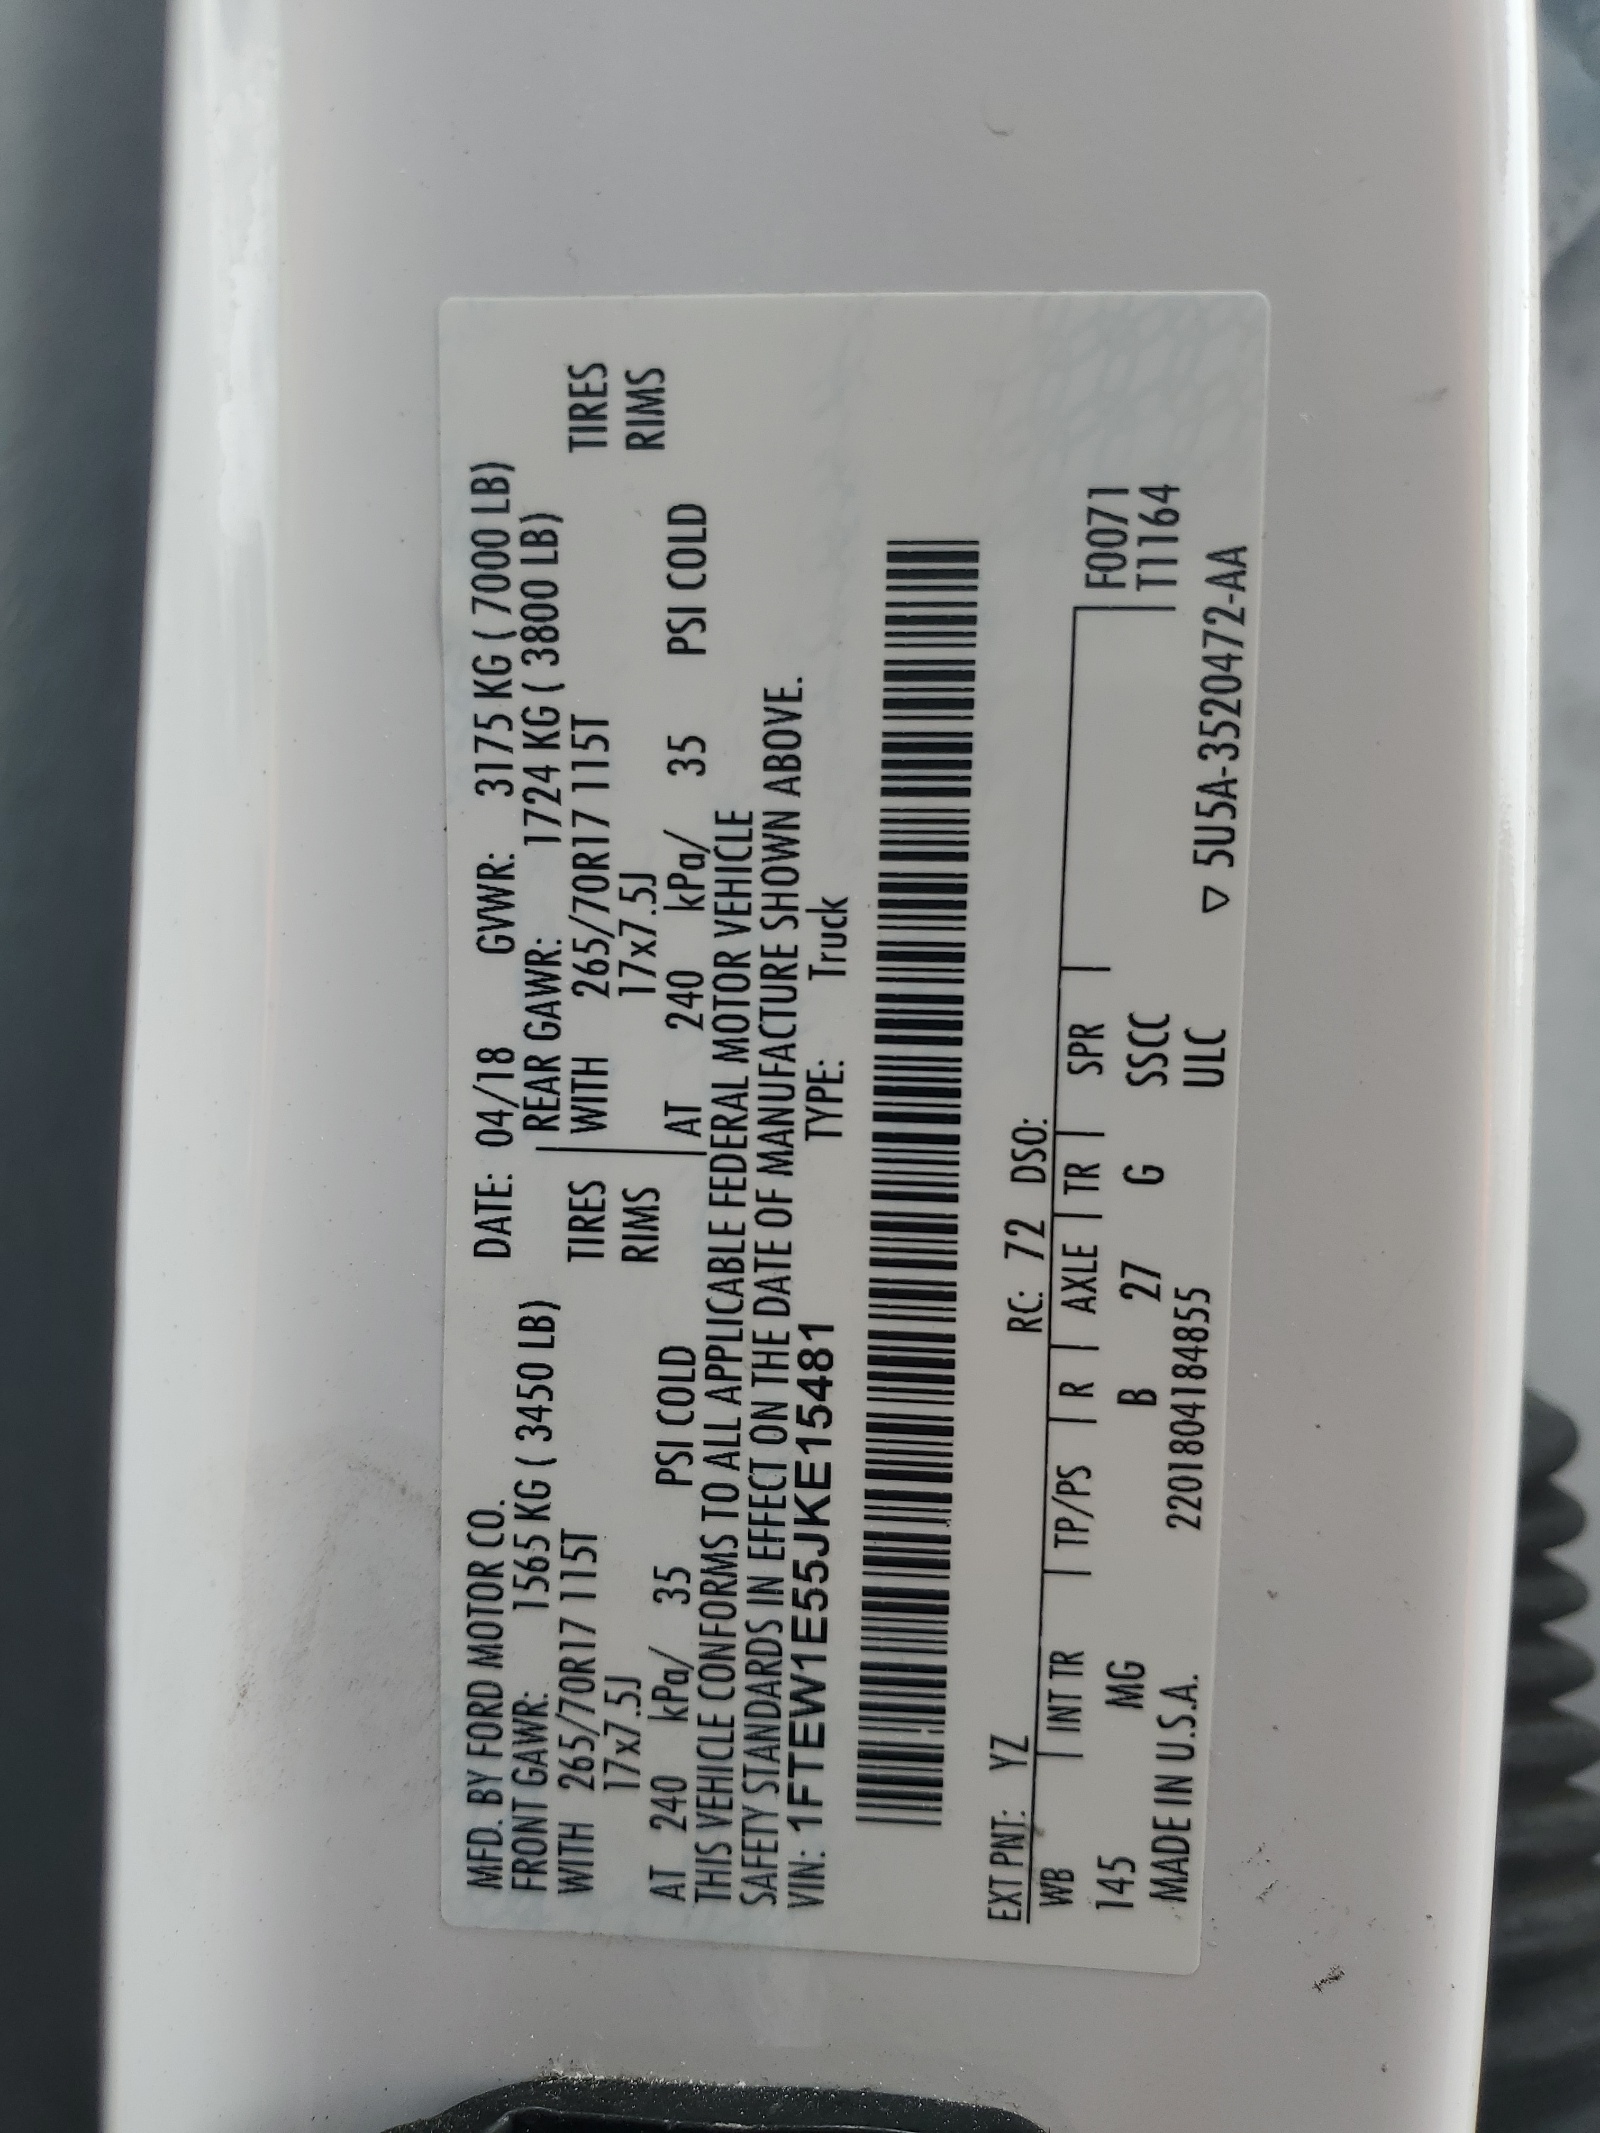 MFD. BY FORD MOTOR CO. DATE: 04/18 GVWR: 3175 KG ( 7000 LB)
FRONT GAWR: 1565 KG ( 3450 LB) REAR GAWR: 1724 KG ( 3800 LB)
WITH 265/70R17 115T TIRES WITH 265/70R17 115T TIRES
17x7.5J RIMS 17x7.5J RIMS
AT 240 kPa/ 35 PSI COLD AT 240 kPa/ 35 PSI COLD
THIS VEHICLE CONFORMS TO ALL APPLICABLE FEDERAL MOTOR VEHICLE
SAFETY STANDARDS IN EFFECT ON THE DATE OF MANUFACTURE SHOWN ABOVE.
VIN: 1FTEW1E55JKE15481 TYPE: Truck
EXT PNT: YZ RC: 72 DSO:
WB INT TR TP/PS R AXLE TR SPR F0071
145 MG B 27 G SSCC T1164
MADE IN U.S.A. 220180418485​5 ULC
▽ 5U5A-3520472-AA